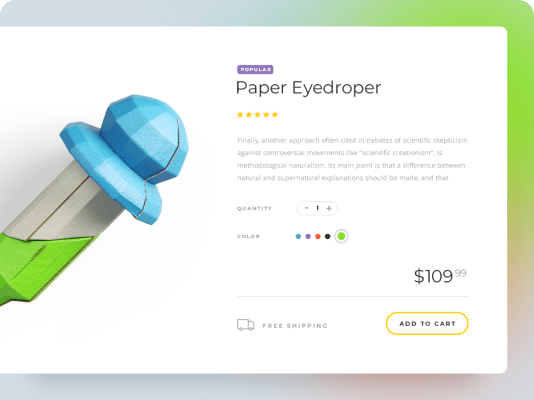 POPULAR
Paper Eyedroper
Finally, another approach often cited in debates of scientific skepticism
against controversial movements like "scientific creationism", is
methodological naturalism. Its main point is that a difference between
natural and supernatural explanations should be made, and that
QUANTITY - 1 +
COLOR
$109 99
FREE SHIPPING
ADD TO CART